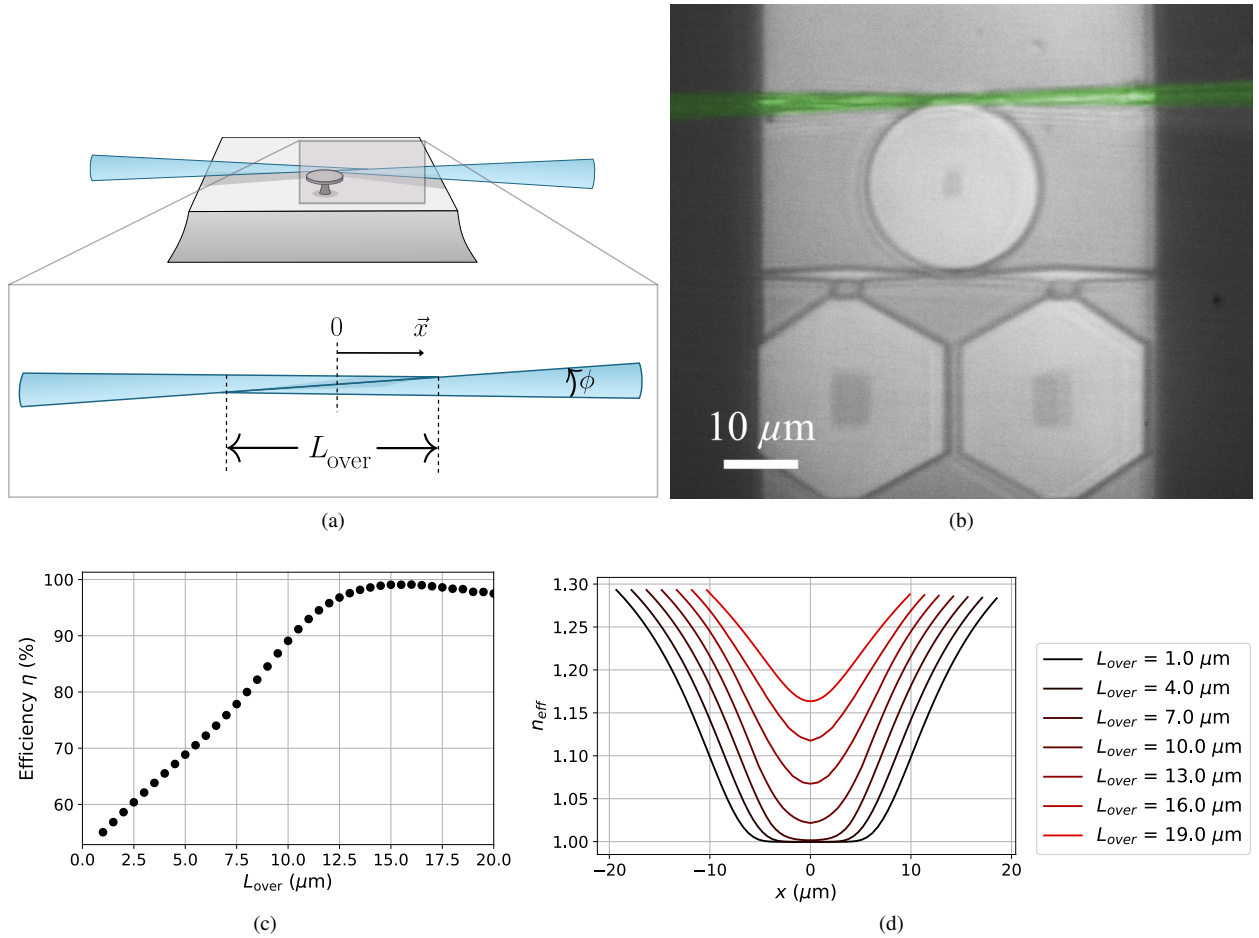 0
x⃗
ϕ
L_over
(a)
10 μm
(b)
100
90
80
70
60
Efficiency η (%)
0.0 2.5 5.0 7.5 10.0 12.5 15.0 17.5 20.0
L_over (μm)
(c)
1.30
1.25
1.20
1.15
1.10
1.05
1.00
n_eff
−20 −10 0 10 20
x (μm)
(d)
L_over = 1.0 μm
L_over = 4.0 μm
L_over = 7.0 μm
L_over = 10.0 μm
L_over = 13.0 μm
L_over = 16.0 μm
L_over = 19.0 μm